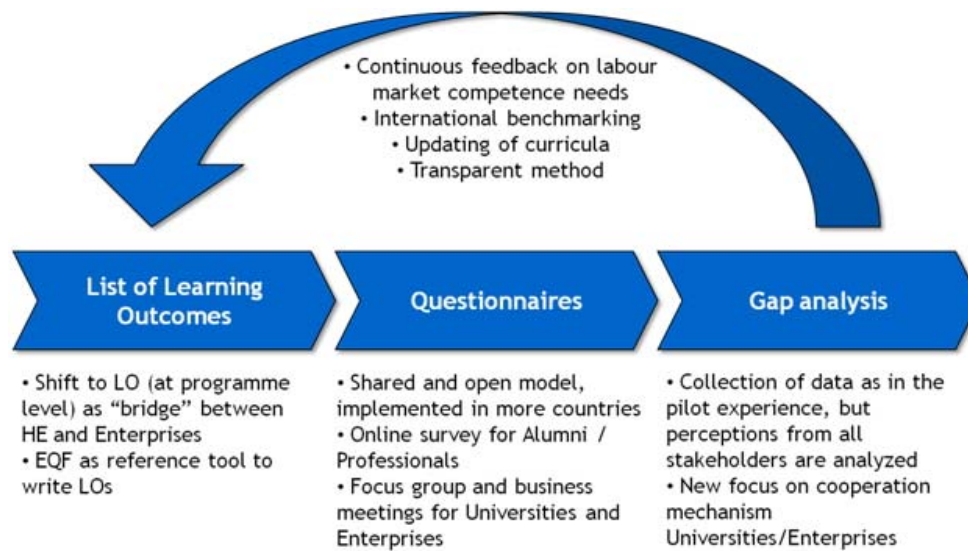 • Continuous feedback on labour
market competence needs
• International benchmarking
• Updating of curricula
• Transparent method
List of Learning
Outcomes
Questionnaires
Gap analysis
• Shift to LO (at programme
level) as “bridge” between
HE and Enterprises
• EQF as reference tool to
write LOs
• Shared and open model,
implemented in more countries
• Online survey for Alumni /
Professionals
• Focus group and business
meetings for Universities and
Enterprises
• Collection of data as in the
pilot experience, but
perceptions from all
stakeholders are analyzed
• New focus on cooperation
mechanism
Universities/Enterprises